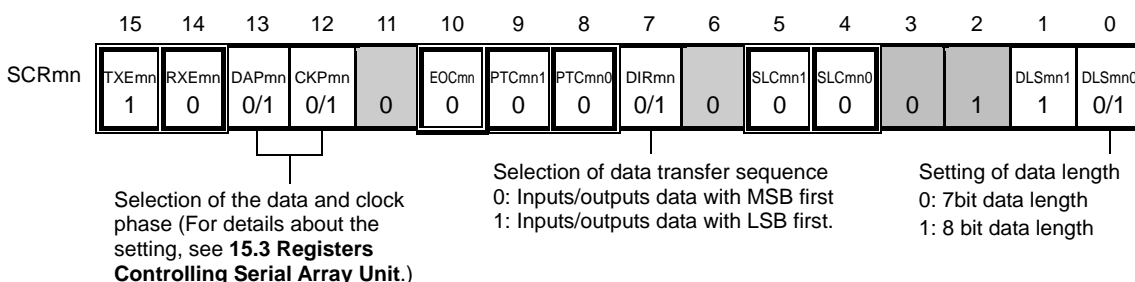 15 14 13 12 11 10 9 8 7 6 5 4 3 2 1 0
SCRmn TXEmn RXEmn DAPmn CKPmn EOCmn PTCmn1 PTCmn0 DIRmn SLCmn1 SLCmn0 DLSmn1 DLSmn0
1 0 0/1 0/1 0 0 0 0 0/1 0 0 0 0 1 1 0/1
Selection of the data and clock
phase (For details about the
setting, see 15.3 Registers
Controlling Serial Array Unit.)
Selection of data transfer sequence
0: Inputs/outputs data with MSB first
1: Inputs/outputs data with LSB first.
Setting of data length
0: 7bit data length
1: 8 bit data length